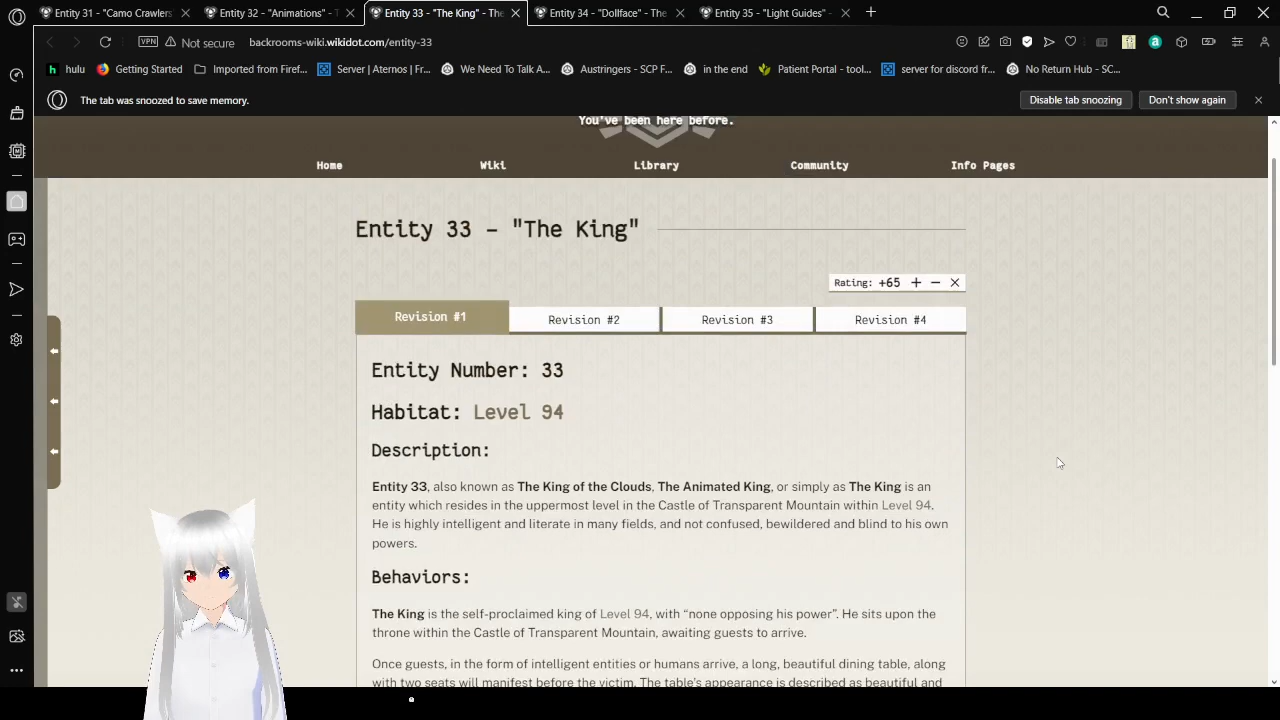 Entity 31 - "Camo Crawlers"
Entity 32 - "Animations" - T
Entity 33 - "The King" - The
Entity 34 - "Dollface" - The
Entity 35 - "Light Guides" -
VPN
Not secure
backrooms-wiki.wikidot.com/entity-33
hulu
Getting Started
Imported from Firef...
Server | Aternos | Fr...
We Need To Talk A...
Austringers - SCP F...
in the end
Patient Portal - tool...
server for discord fr...
No Return Hub - SC...
The tab was snoozed to save memory.
Disable tab snoozing
Don't show again
You've been here before.
Home
Wiki
Library
Community
Info Pages
Entity 33 – "The King"
Rating: +65 + – X
Revision #1
Revision #2
Revision #3
Revision #4
Entity Number: 33
Habitat: Level 94
Description:
Entity 33, also known as The King of the Clouds, The Animated King, or simply as The King is an
entity which resides in the uppermost level in the Castle of Transparent Mountain within Level 94.
He is highly intelligent and literate in many fields, and not confused, bewildered and blind to his own
powers.
Behaviors:
The King is the self-proclaimed king of Level 94, with “none opposing his power”. He sits upon the
throne within the Castle of Transparent Mountain, awaiting guests to arrive.
Once guests, in the form of intelligent entities or humans arrive, a long, beautiful dining table, along
with two seats will manifest before the victim. The table's appearance is described as beautiful and